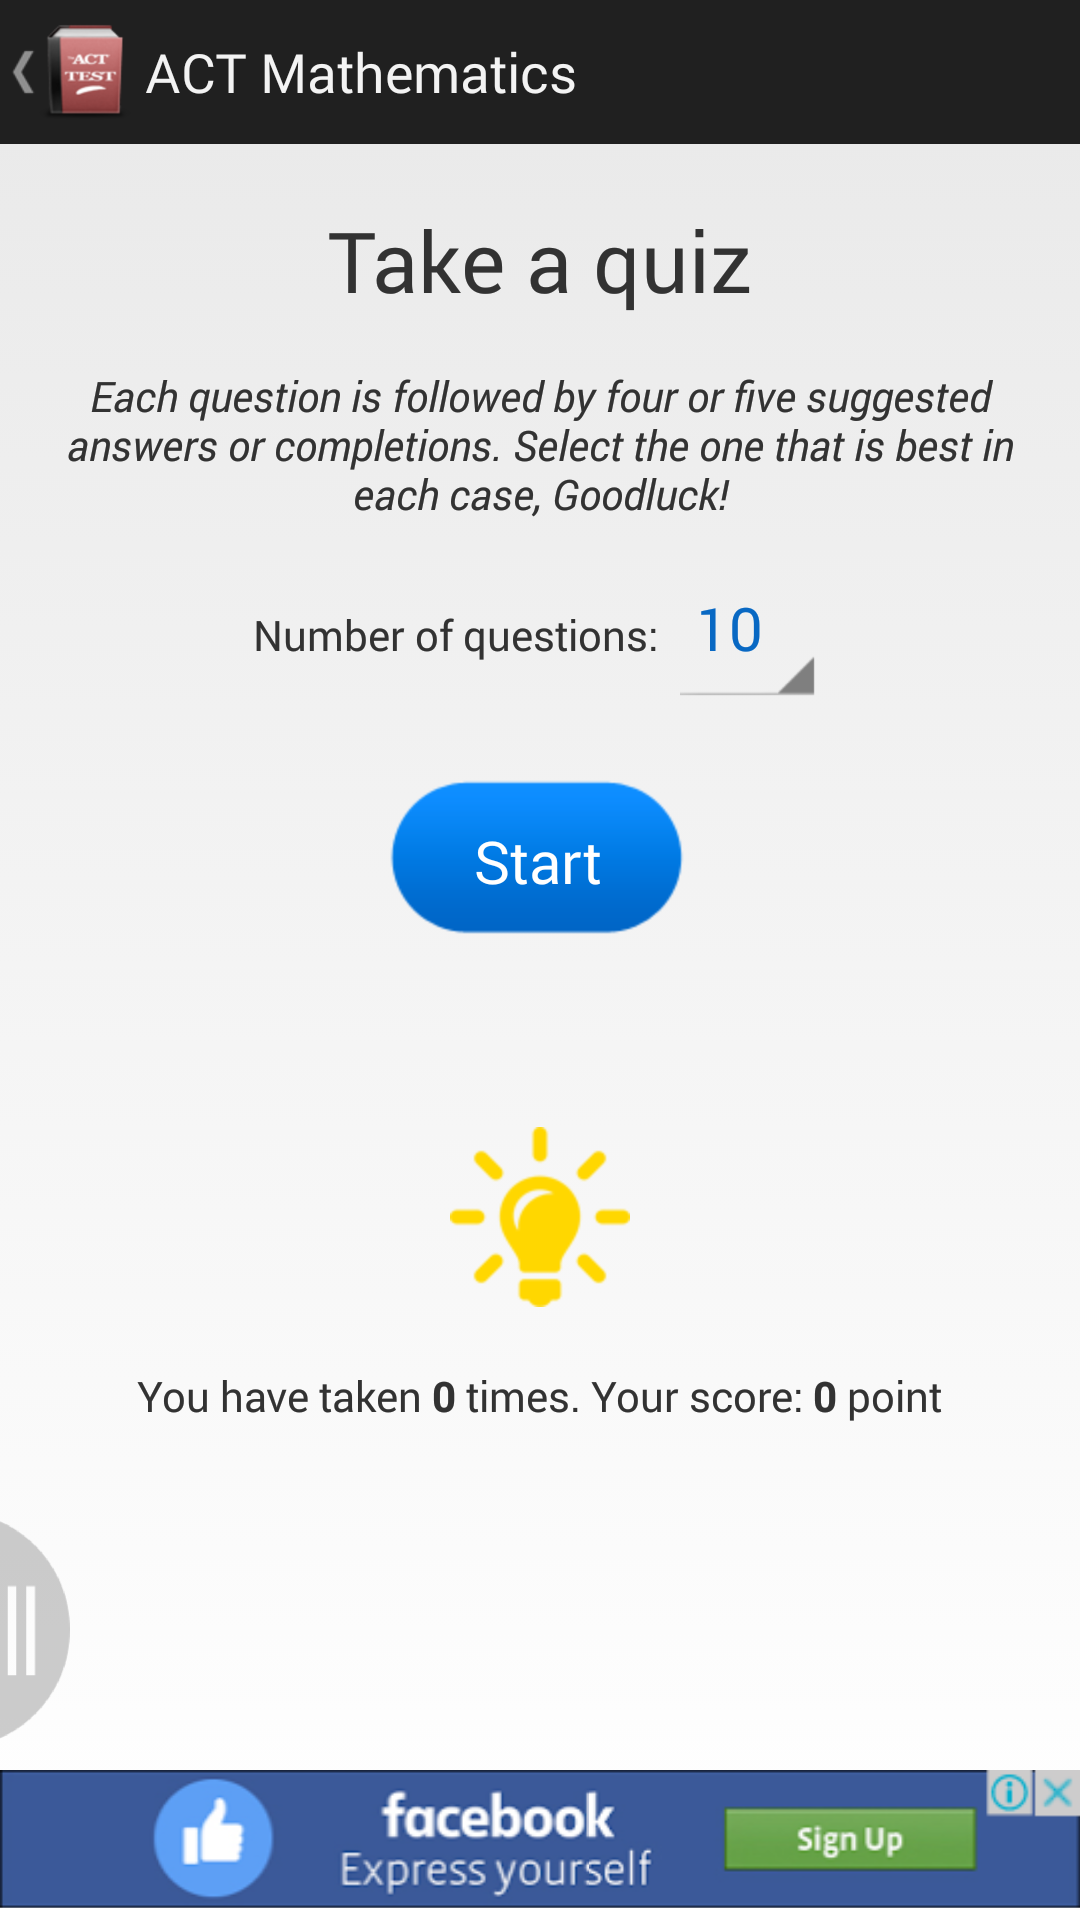 ACT
TEST
ACT Mathematics
Take a quiz
Each question is followed by four or five suggested
answers or completions. Select the one that is best in
each case, Goodluck!
Number of questions: 10
Start
You have taken 0 times. Your score: 0 point
facebook
Express yourself
Sign Up